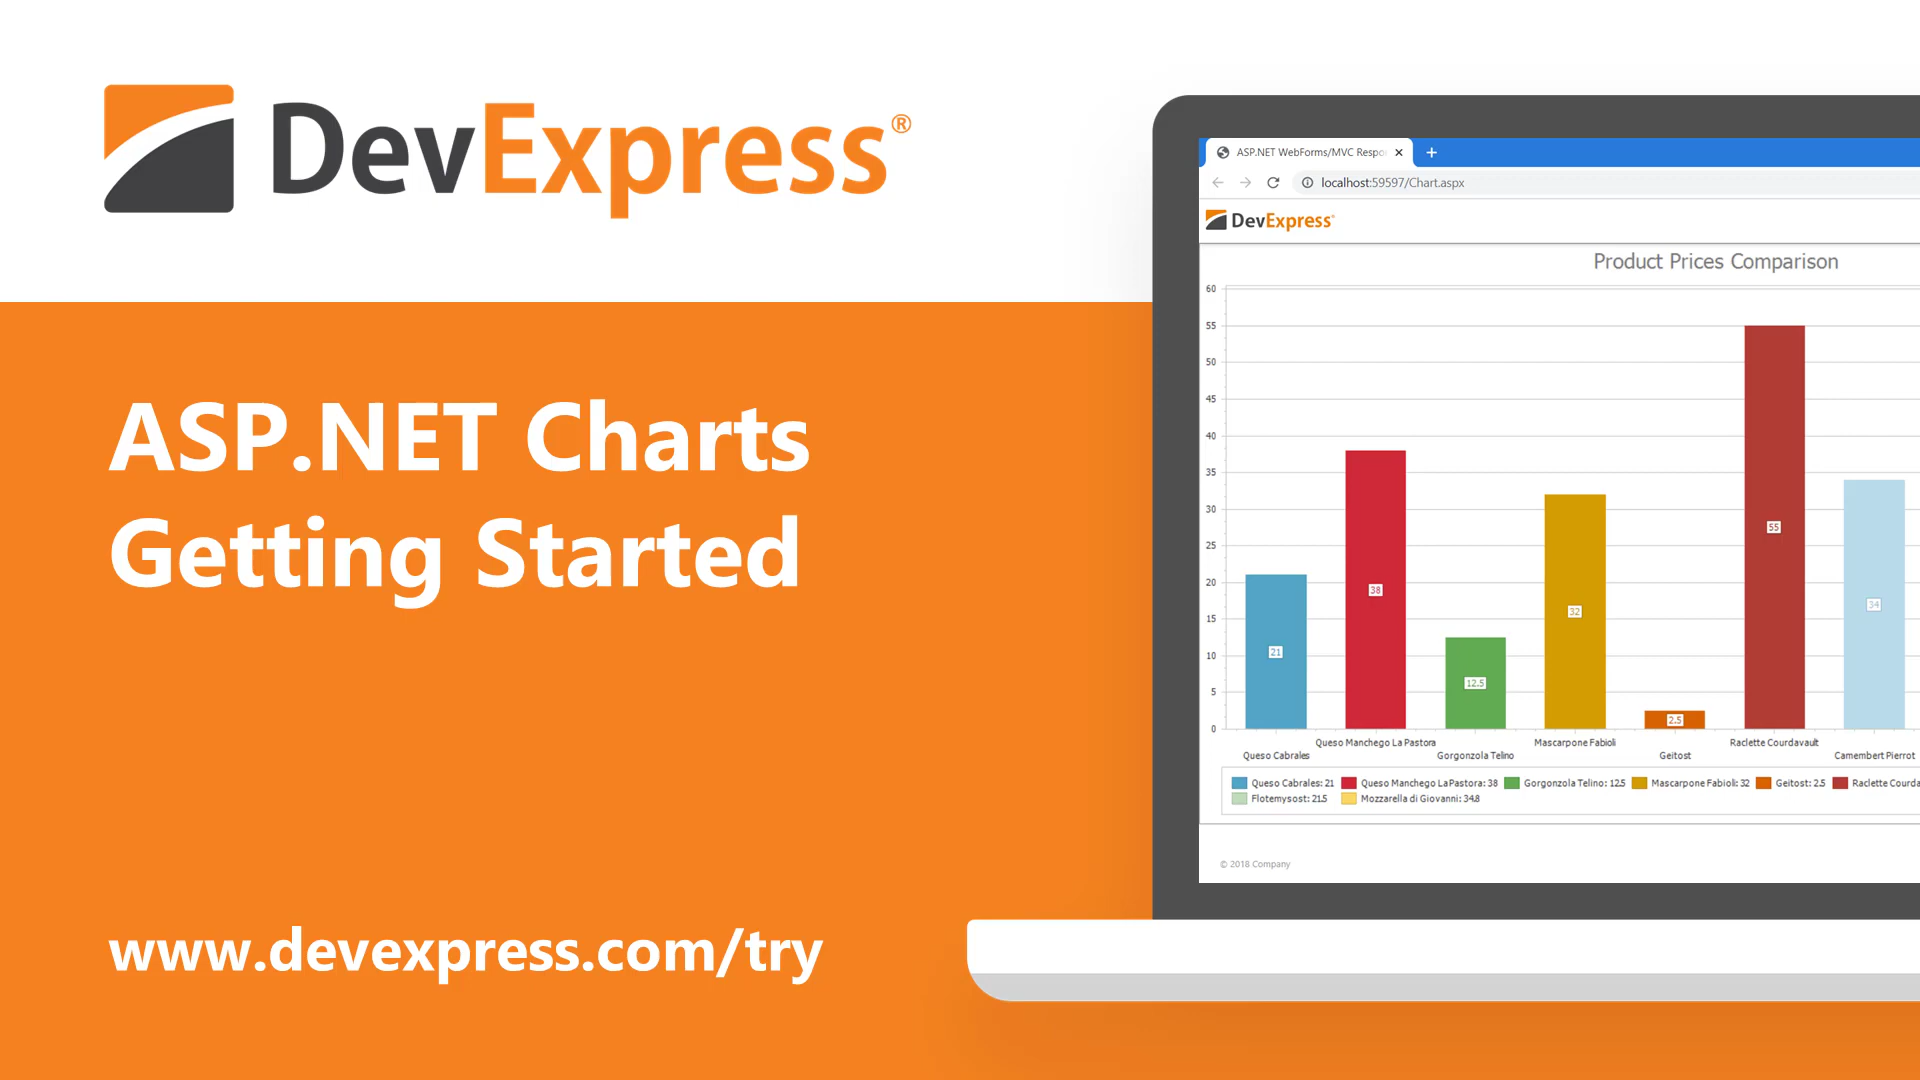 DevExpress®
ASP.NET Charts
Getting Started
www.devexpress.com/try
ASP.NET WebForms/MVC Respo
localhost:59597/Chart.aspx
DevExpress
Product Prices Comparison
60
55
50
45
40
35
30
25
20
15
10
5
0
21
38
12.5
32
2.5
55
34
Queso Cabrales
Queso Manchego La Pastora
Gorgonzola Telino
Mascarpone Fabioli
Geitost
Raclette Courdavault
Camembert Pierrot
Queso Cabrales: 21 Queso Manchego La Pastora: 38 Gorgonzola Telino: 12.5 Mascarpone Fabioli: 32 Geitost: 2.5 Raclette Courda
Flotemysost: 21.5 Mozzarella di Giovanni: 34.8
© 2018 Company